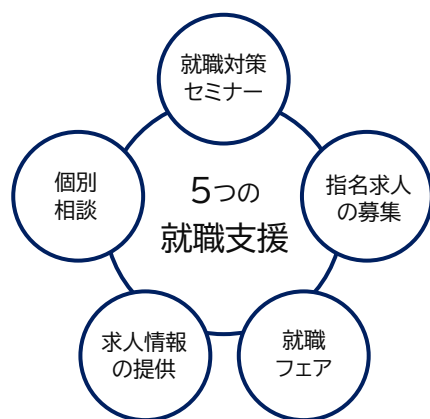 就職対策
セミナー
個別
相談
5つの
就職支援
指名求人
の募集
求人情報
の提供
就職
フェア